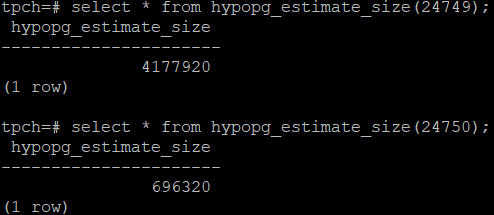 tpch=# select * from hypopg_estimate_size(24749);
 hypopg_estimate_size
----------------------
              4177920
(1 row)

tpch=# select * from hypopg_estimate_size(24750);
 hypopg_estimate_size
----------------------
               696320
(1 row)